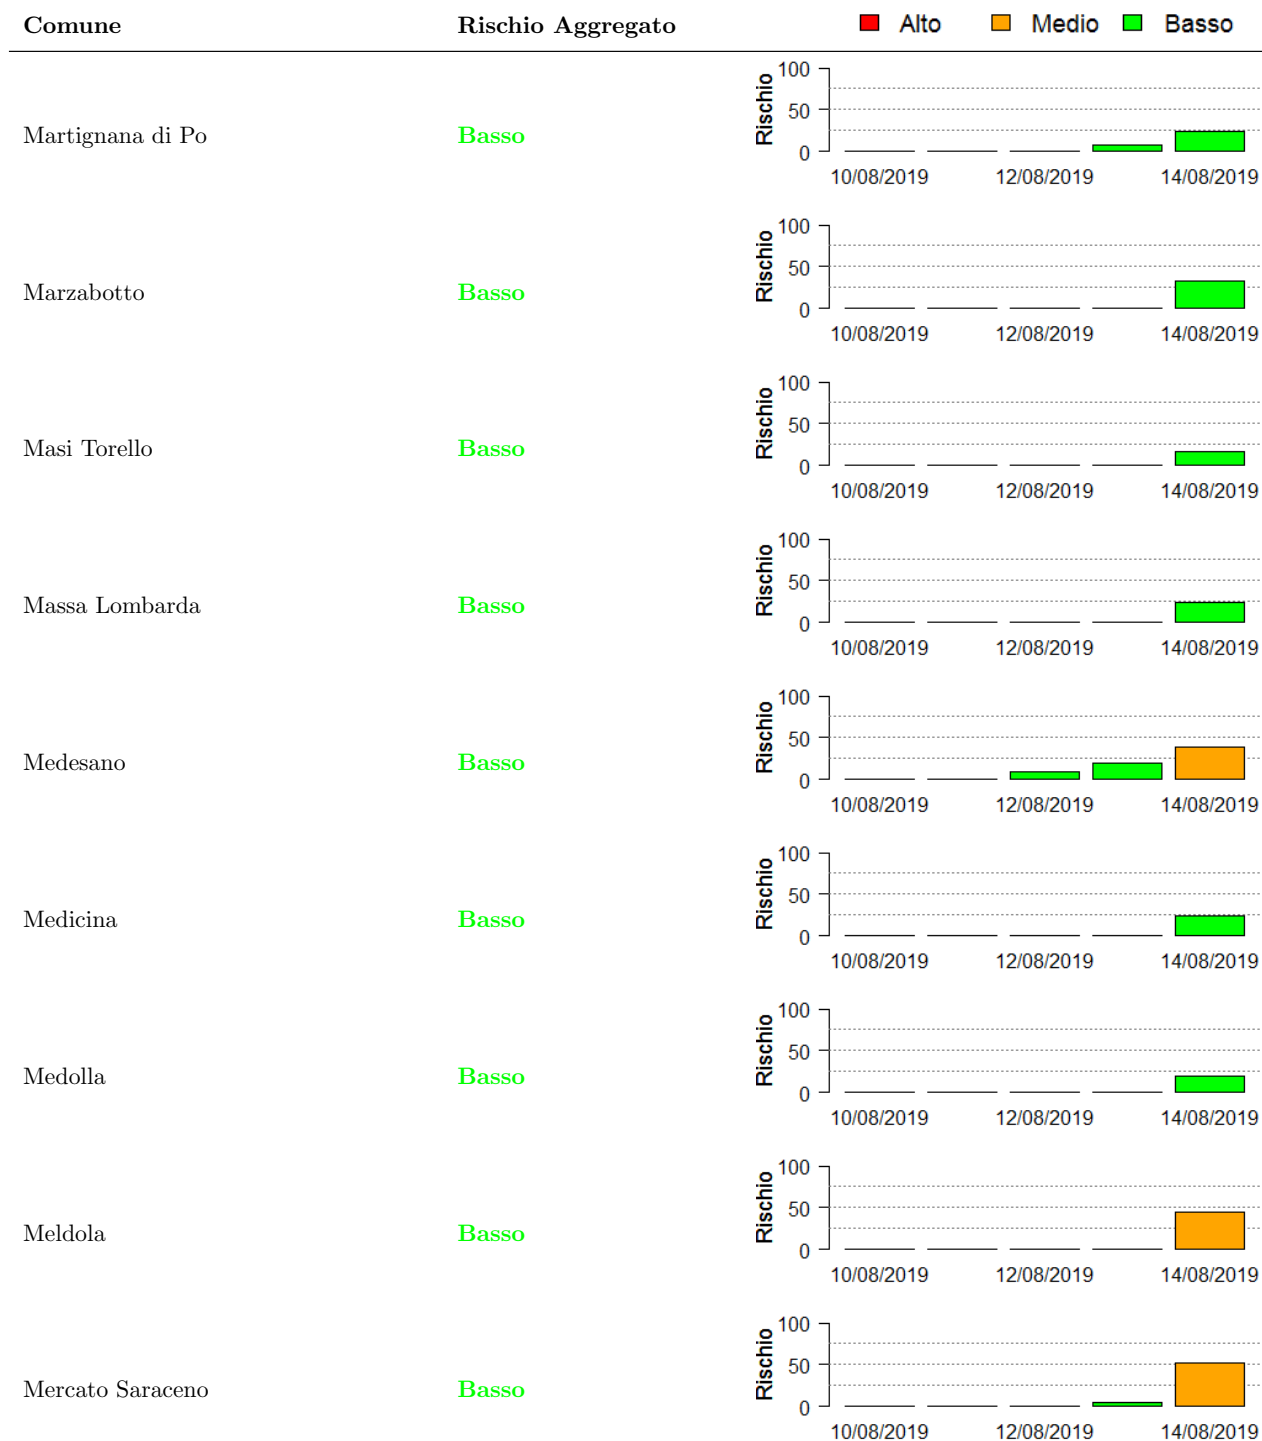 Comune Rischio Aggregato Alto Medio Basso
100
50
0
Rischio
Martignana di Po Basso
10/08/2019 12/08/2019 14/08/2019
100
50
0
Rischio
Marzabotto Basso
10/08/2019 12/08/2019 14/08/2019
100
50
0
Rischio
Masi Torello Basso
10/08/2019 12/08/2019 14/08/2019
100
50
0
Rischio
Massa Lombarda Basso
10/08/2019 12/08/2019 14/08/2019
100
50
0
Rischio
Medesano Basso
10/08/2019 12/08/2019 14/08/2019
100
50
0
Rischio
Medicina Basso
10/08/2019 12/08/2019 14/08/2019
100
50
0
Rischio
Medolla Basso
10/08/2019 12/08/2019 14/08/2019
100
50
0
Rischio
Meldola Basso
10/08/2019 12/08/2019 14/08/2019
100
50
0
Rischio
Mercato Saraceno Basso
10/08/2019 12/08/2019 14/08/2019